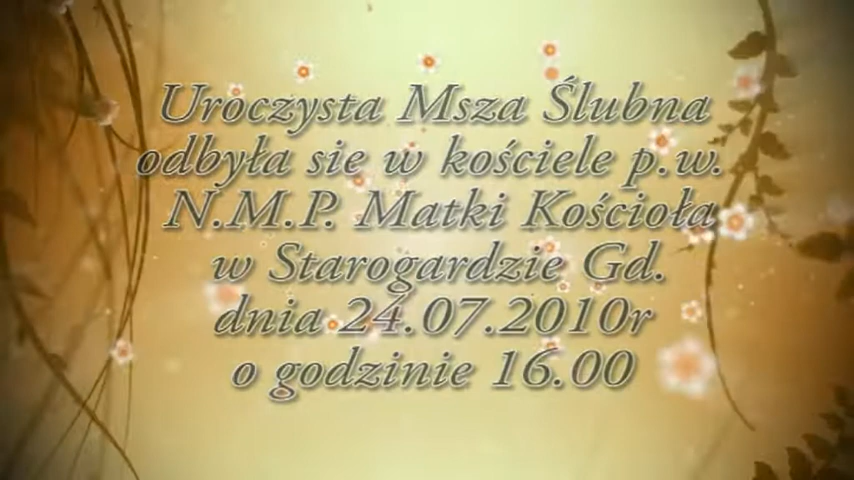 Uroczysta Msza Ślubna
odbyła sie w kościele p.w.
N.M.P. Matki Kościoła
w Starogardzie Gd.
dnia 24.07.2010r
o godzinie 16.00